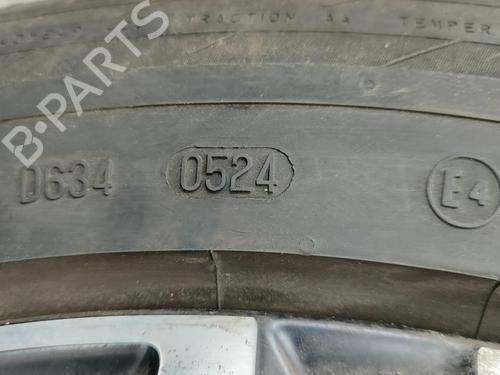 TRACTION AA TEMPER
B-PARTS
D634 0524 E4